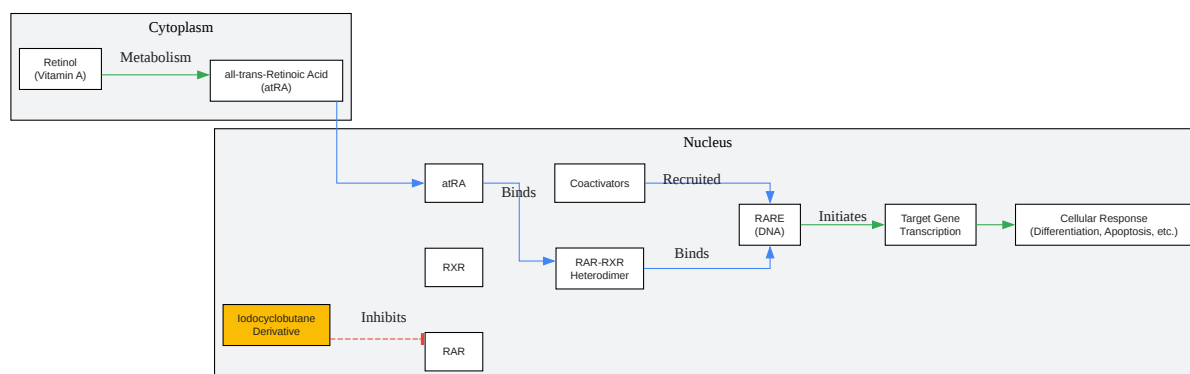 Cytoplasm
Retinol
(Vitamin A)
Metabolism
all-trans-Retinoic Acid
(atRA)
Nucleus
atRA
Binds
Coactivators
Recruited
RARE
(DNA)
Initiates
Target Gene
Transcription
Cellular Response
(Differentiation, Apoptosis, etc.)
RXR
RAR-RXR
Heterodimer
Binds
Iodocyclobutane
Derivative
Inhibits
RAR